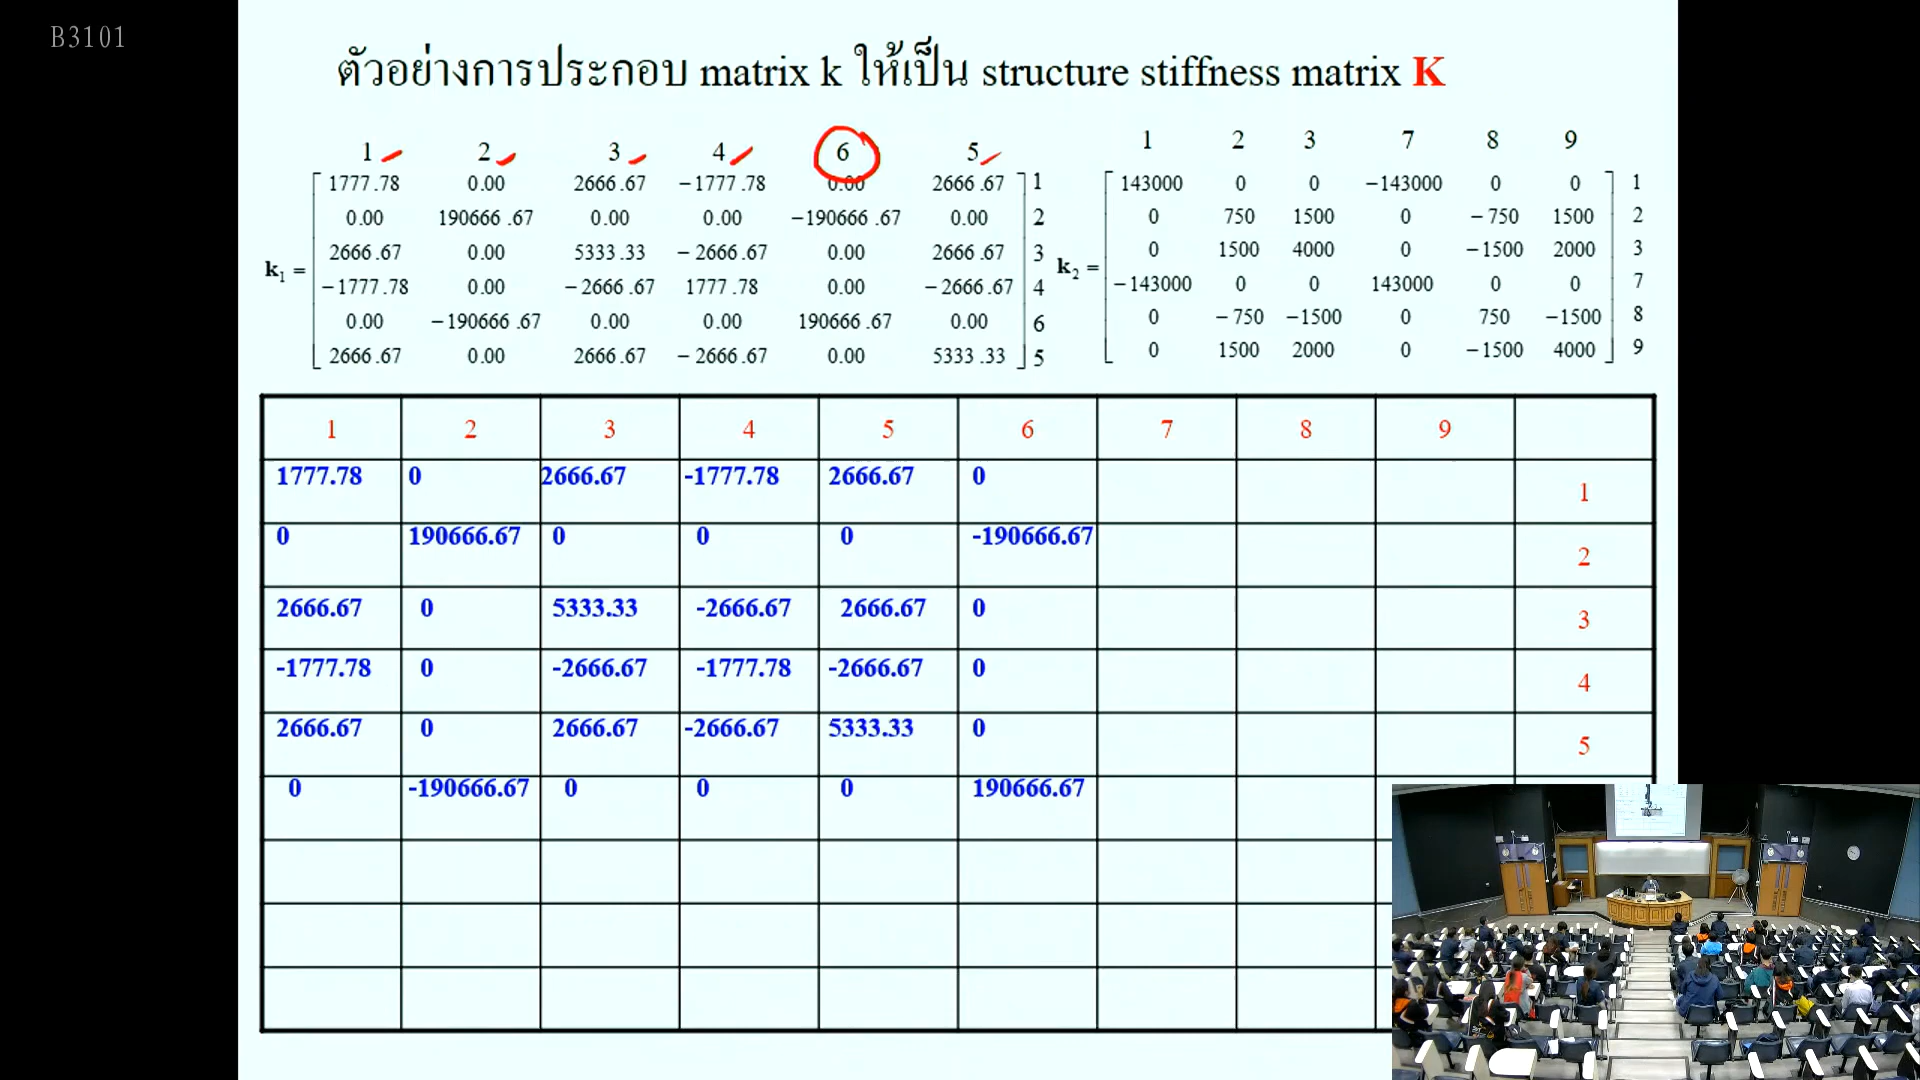 B3101
ตัวอย่างการประกอบ matrix k ให้เป็น structure stiffness matrix K
1 2 3 4 6 5
1777.78 0.00 2666.67 −1777.78 0.00 2666.67 1
0.00 190666.67 0.00 0.00 −190666.67 0.00 2
2666.67 0.00 5333.33 −2666.67 0.00 2666.67 3
k1 =
−1777.78 0.00 −2666.67 1777.78 0.00 −2666.67 4
0.00 −190666.67 0.00 0.00 190666.67 0.00 6
2666.67 0.00 2666.67 −2666.67 0.00 5333.33 5
1 2 3 7 8 9
143000 0 0 −143000 0 0 1
0 750 1500 0 −750 1500 2
0 1500 4000 0 −1500 2000 3
k2 =
−143000 0 0 143000 0 0 7
0 −750 −1500 0 750 −1500 8
0 1500 2000 0 −1500 4000 9
1 2 3 4 5 6 7 8 9
1777.78 0 2666.67 -1777.78 2666.67 0 1
0 190666.67 0 0 0 -190666.67 2
2666.67 0 5333.33 -2666.67 2666.67 0 3
-1777.78 0 -2666.67 -1777.78 -2666.67 0 4
2666.67 0 2666.67 -2666.67 5333.33 0 5
0 -190666.67 0 0 0 190666.67